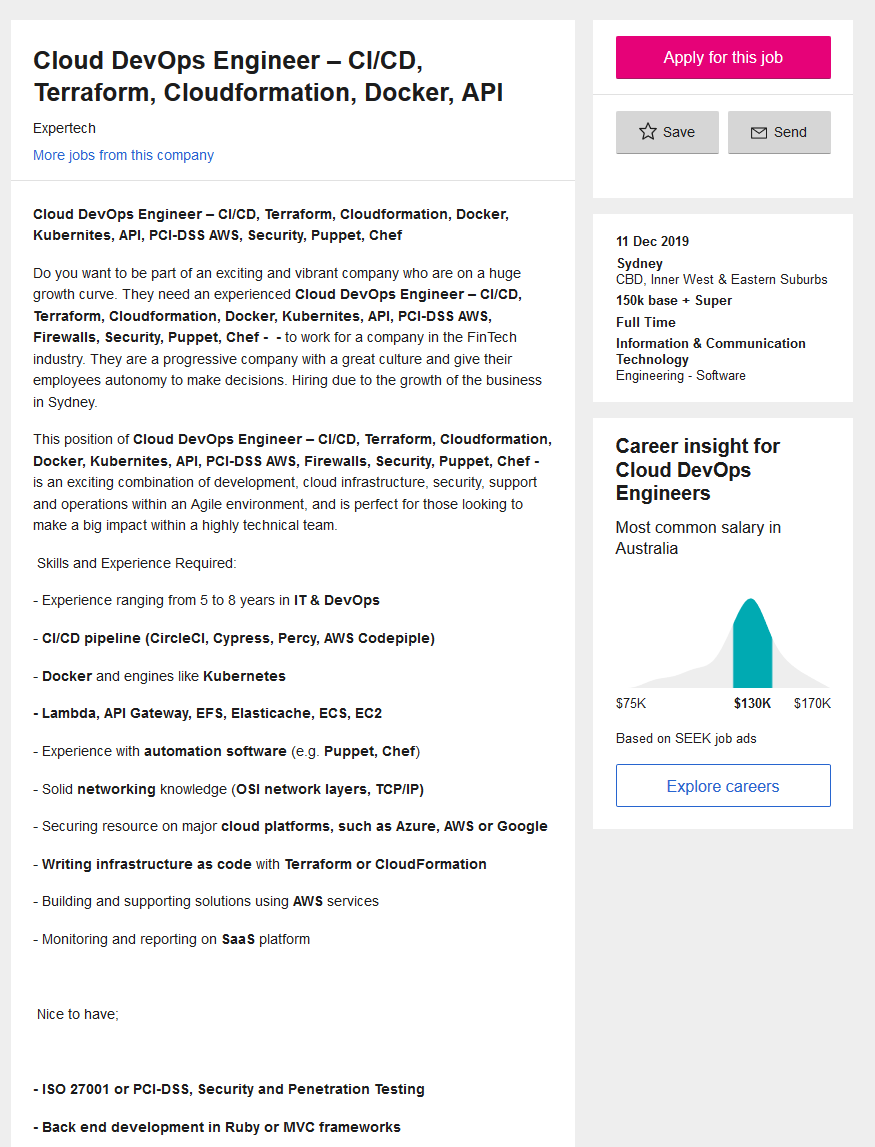 Cloud DevOps Engineer – CI/CD,
Terraform, Cloudformation, Docker, API
Expertech
More jobs from this company
Cloud DevOps Engineer – CI/CD, Terraform, Cloudformation, Docker,
Kubernites, API, PCI-DSS AWS, Security, Puppet, Chef
Do you want to be part of an exciting and vibrant company who are on a huge
growth curve. They need an experienced Cloud DevOps Engineer – CI/CD,
Terraform, Cloudformation, Docker, Kubernites, API, PCI-DSS AWS,
Firewalls, Security, Puppet, Chef -  - to work for a company in the FinTech
industry. They are a progressive company with a great culture and give their
employees autonomy to make decisions. Hiring due to the growth of the business
in Sydney.
This position of Cloud DevOps Engineer – CI/CD, Terraform, Cloudformation,
Docker, Kubernites, API, PCI-DSS AWS, Firewalls, Security, Puppet, Chef -
is an exciting combination of development, cloud infrastructure, security, support
and operations within an Agile environment, and is perfect for those looking to
make a big impact within a highly technical team.
Skills and Experience Required:
- Experience ranging from 5 to 8 years in IT & DevOps
- CI/CD pipeline (CircleCI, Cypress, Percy, AWS Codepiple)
- Docker and engines like Kubernetes
- Lambda, API Gateway, EFS, Elasticache, ECS, EC2
- Experience with automation software (e.g. Puppet, Chef)
- Solid networking knowledge (OSI network layers, TCP/IP)
- Securing resource on major cloud platforms, such as Azure, AWS or Google
- Writing infrastructure as code with Terraform or CloudFormation
- Building and supporting solutions using AWS services
- Monitoring and reporting on SaaS platform
Nice to have;
- ISO 27001 or PCI-DSS, Security and Penetration Testing
- Back end development in Ruby or MVC frameworks
Apply for this job
Save
Send
11 Dec 2019
Sydney
CBD, Inner West & Eastern Suburbs
150k base + Super
Full Time
Information & Communication
Technology
Engineering - Software
Career insight for
Cloud DevOps
Engineers
Most common salary in
Australia
$75K $130K $170K
Based on SEEK job ads
Explore careers